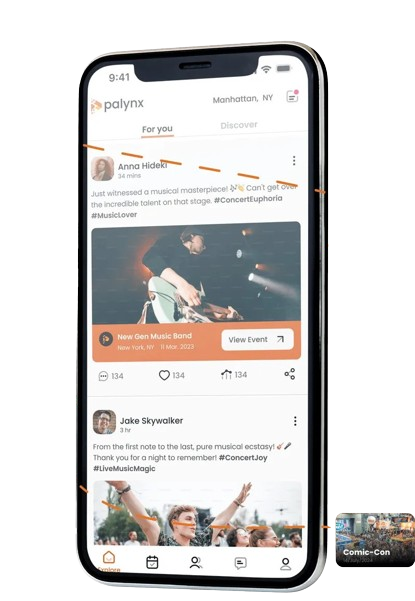 9:41
palynx
Manhattan, NY
For you
Discover
Anna Hideki
34 mins
Just witnessed a musical masterpiece! 🎶👏 Can't get over
the incredible talent on that stage. #ConcertEuphoria
#MusicLover
New Gen Music Band
New York, NY 11 Mar, 2023
View Event
134
134
134
Jake Skywalker
3 hr
From the first note to the last, pure musical ecstasy! 🎸🎤
Thank you for a night to remember! #ConcertJoy
#LiveMusicMagic
Explore
Comic-Con